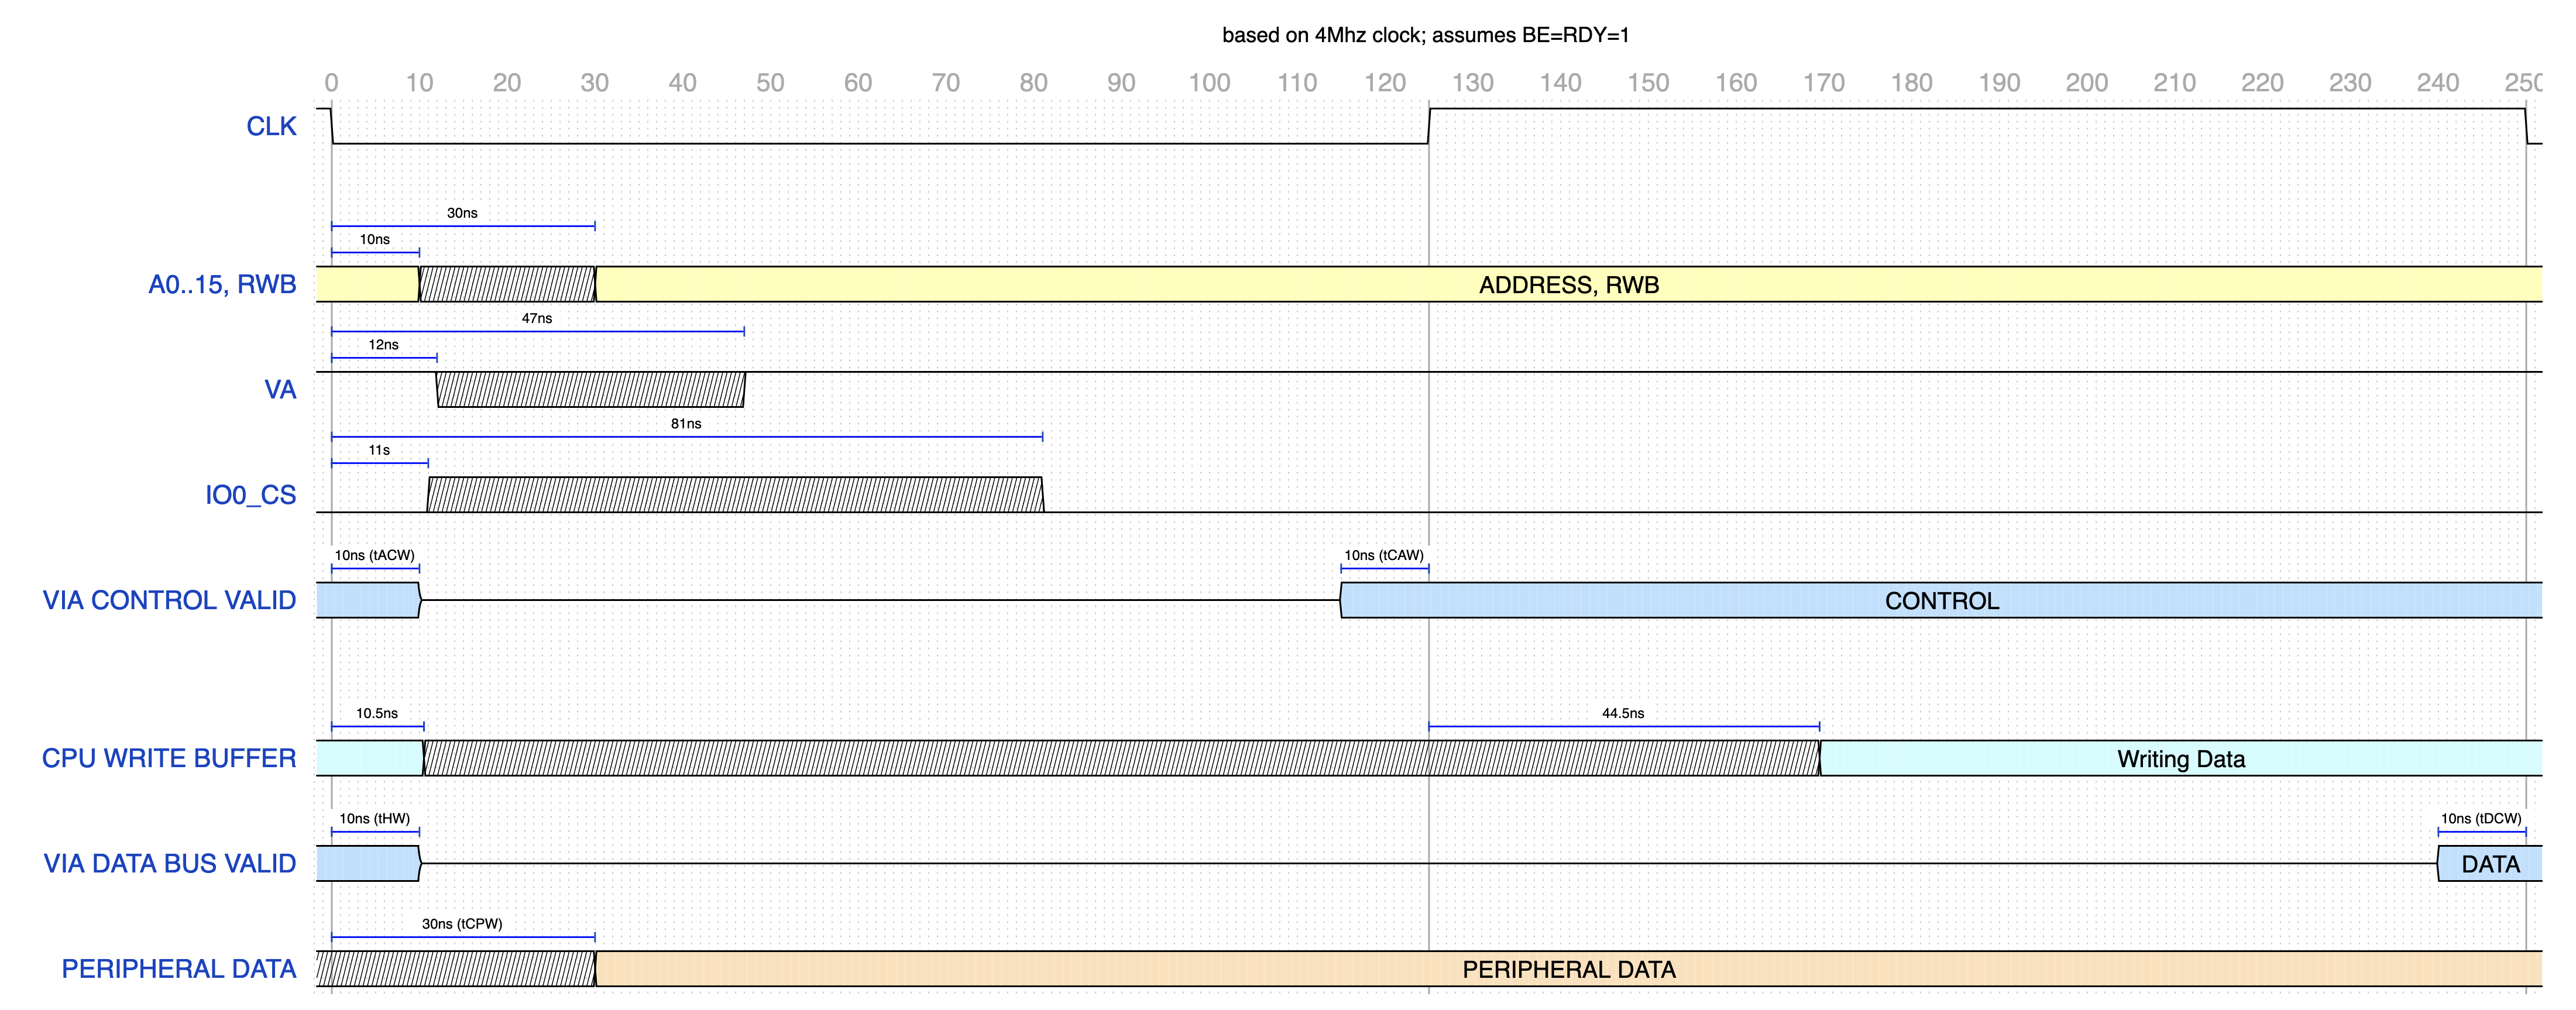 based on 4Mhz clock; assumes BE=RDY=1
0 10 20 30 40 50 60 70 80 90 100 110 120 130 140 150 160 170 180 190 200 210 220 230 240 250
CLK
30ns
10ns
A0..15, RWB
ADDRESS, RWB
47ns
12ns
VA
81ns
11s
IO0_CS
10ns (tACW)
10ns (tCAW)
VIA CONTROL VALID
CONTROL
10.5ns
44.5ns
CPU WRITE BUFFER
Writing Data
10ns (tHW)
10ns (tDCW)
VIA DATA BUS VALID
DATA
30ns (tCPW)
PERIPHERAL DATA
PERIPHERAL DATA